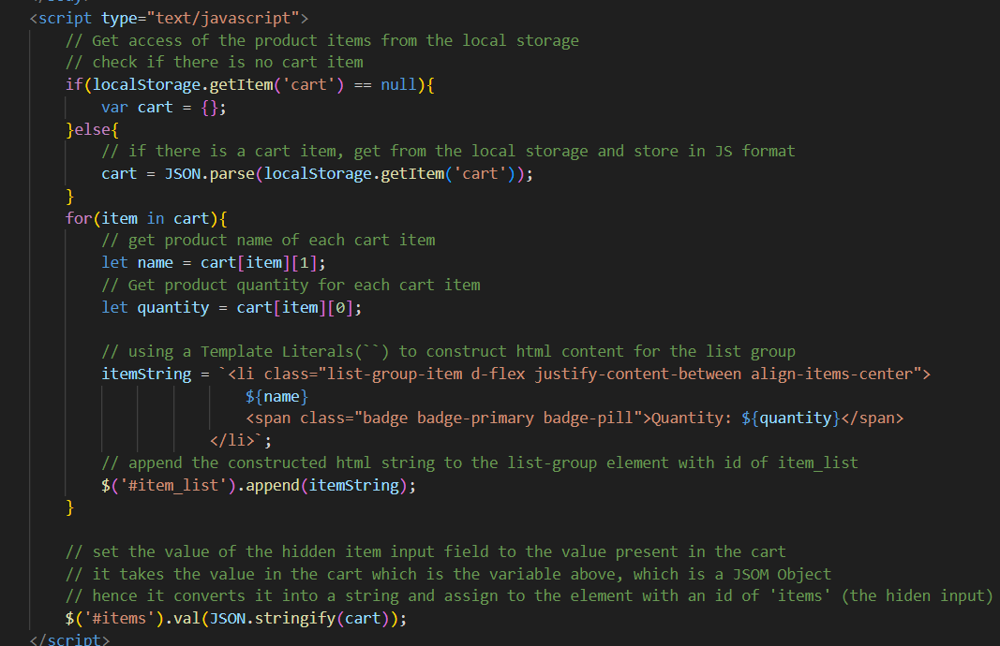 <script type="text/javascript">
// Get access of the product items from the local storage
// check if there is no cart item
if(localStorage.getItem('cart') == null){
var cart = {};
}else{
// if there is a cart item, get from the local storage and store in JS format
cart = JSON.parse(localStorage.getItem('cart'));
}
for(item in cart){
// get product name of each cart item
let name = cart[item][1];
// Get product quantity for each cart item
let quantity = cart[item][0];
// using a Template Literals(``) to construct html content for the list group
itemString = `<li class="list-group-item d-flex justify-content-between align-items-center">
${name}
<span class="badge badge-primary badge-pill">Quantity: ${quantity}</span>
</li>`;
// append the constructed html string to the list-group element with id of item_list
$('#item_list').append(itemString);
}
// set the value of the hidden item input field to the value present in the cart
// it takes the value in the cart which is the variable above, which is a JSOM Object
// hence it converts it into a string and assign to the element with an id of 'items' (the hiden input)
$('#items').val(JSON.stringify(cart));
</script>